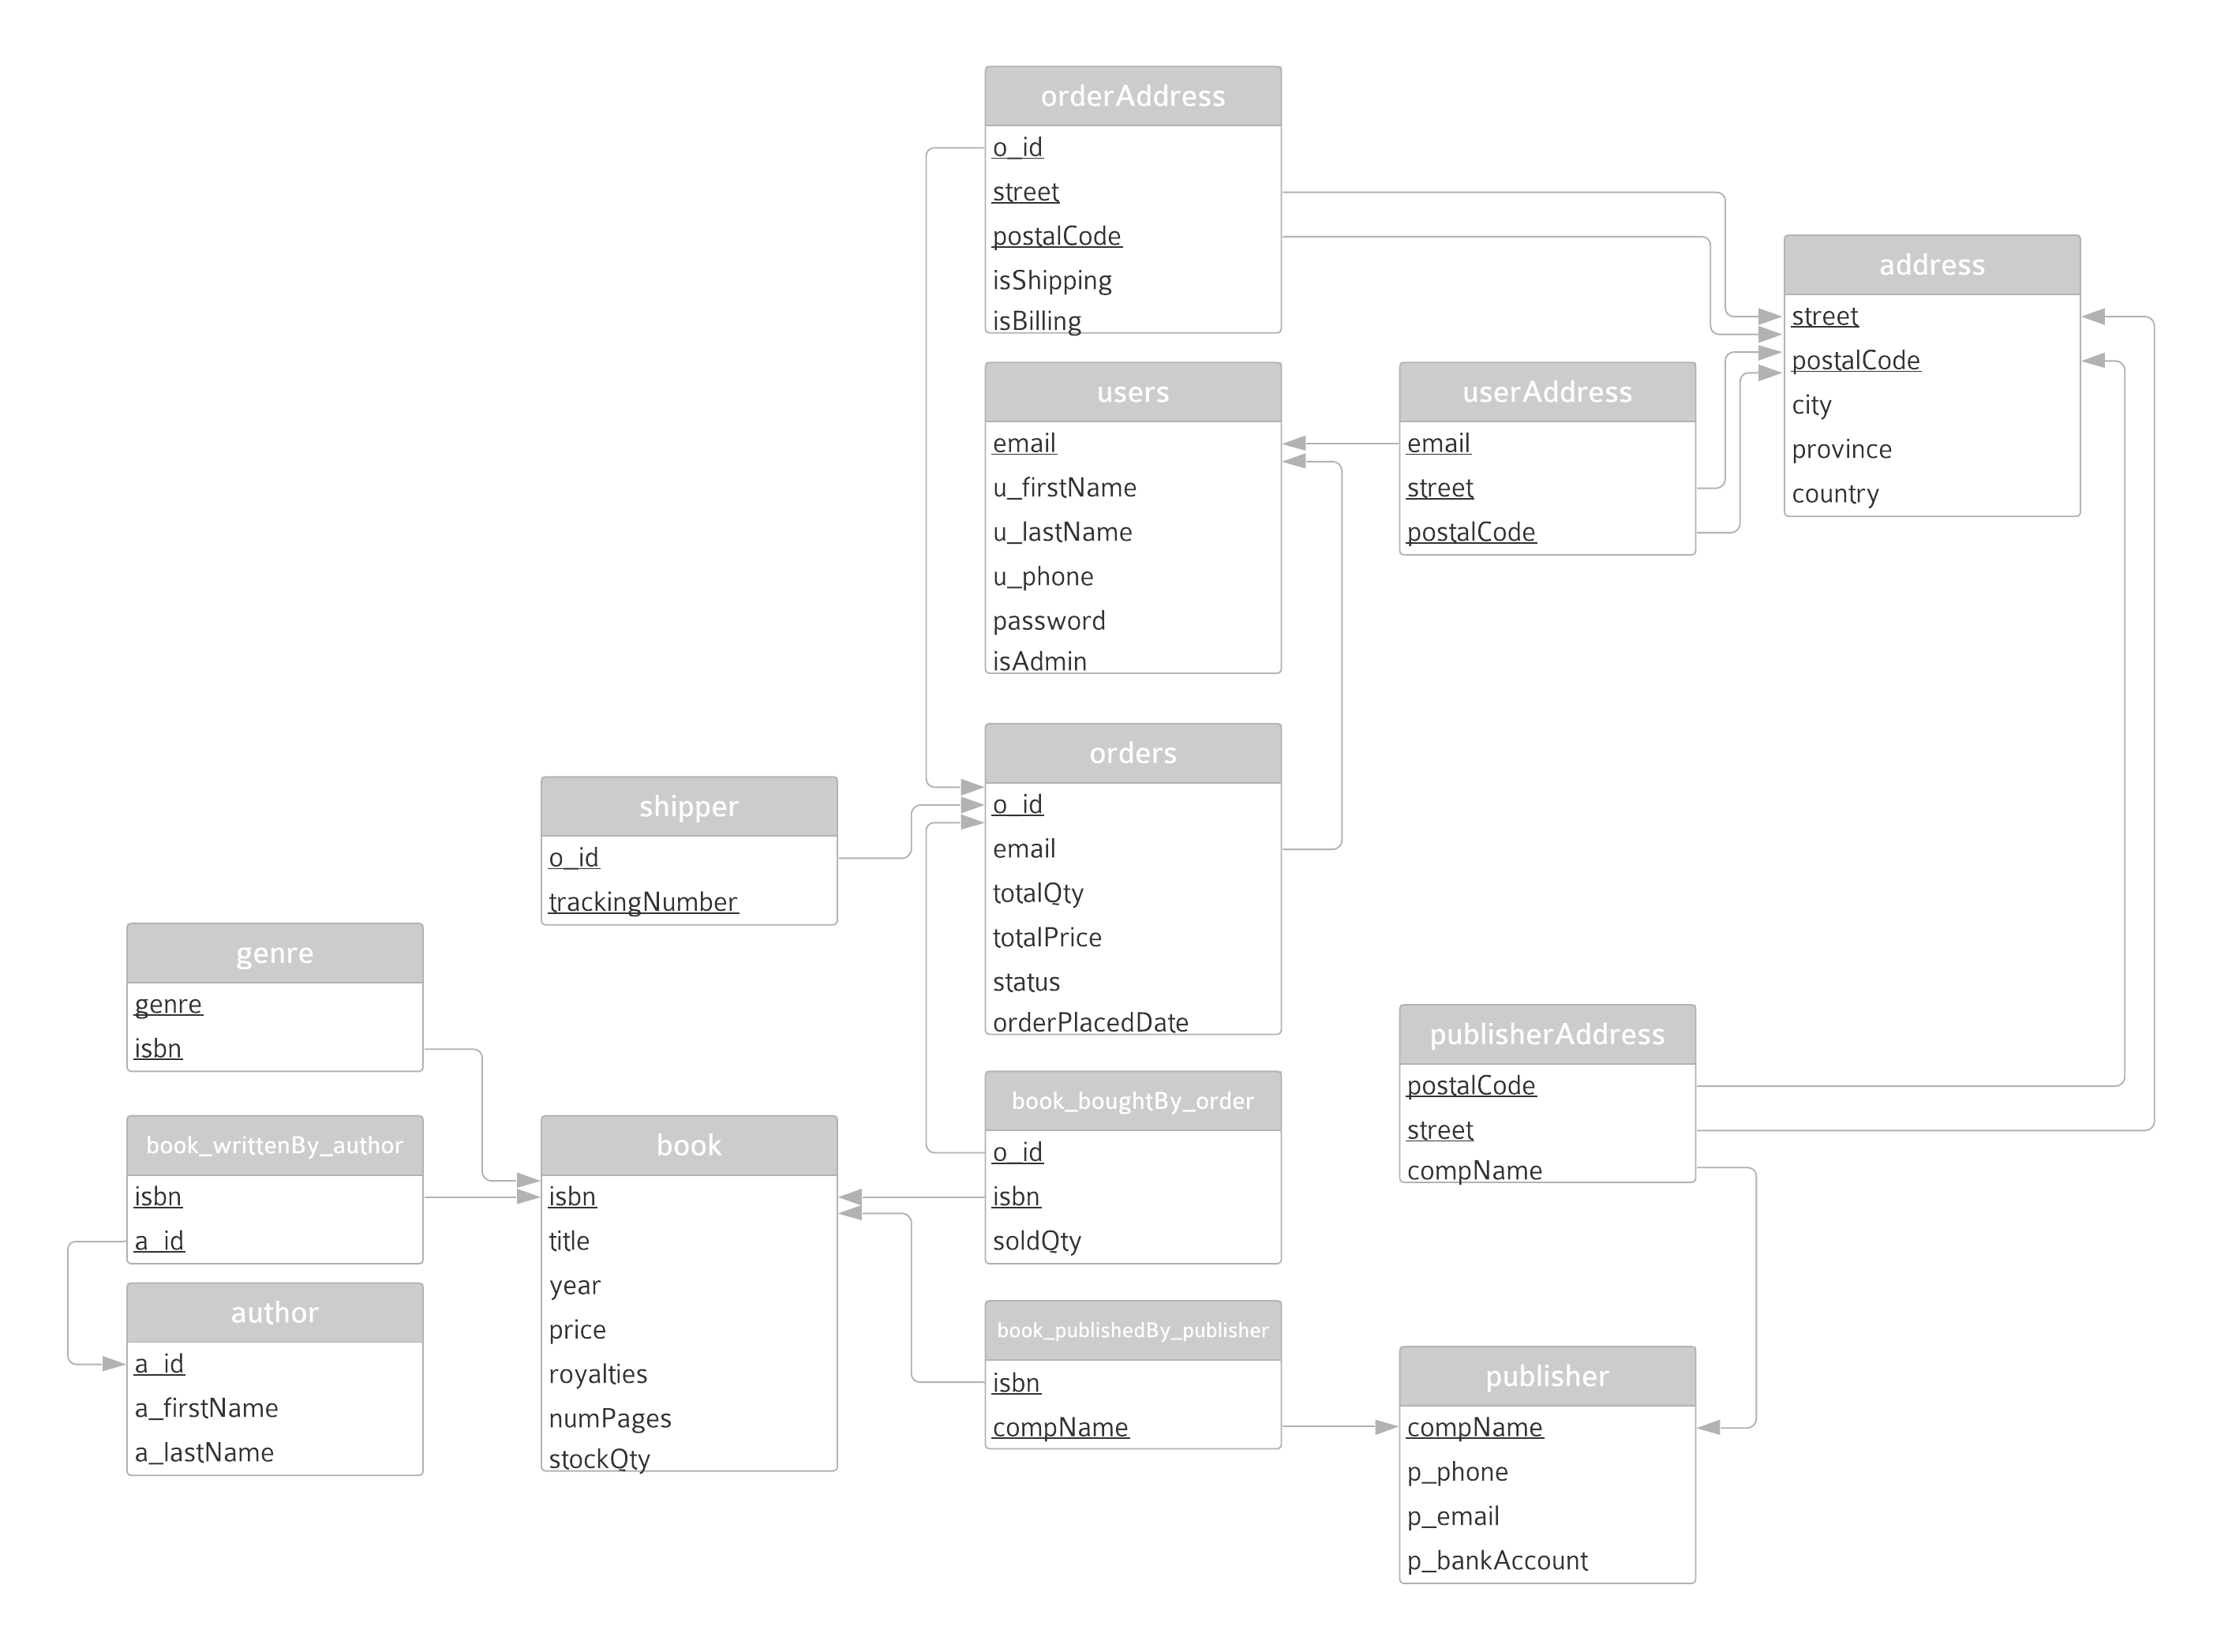 orderAddress
o_id
street
postalCode
isShipping
isBilling
address
street
postalCode
city
province
country
users
email
u_firstName
u_lastName
u_phone
password
isAdmin
userAddress
email
street
postalCode
orders
o_id
email
totalQty
totalPrice
status
orderPlacedDate
shipper
o_id
trackingNumber
genre
genre
isbn
publisherAddress
postalCode
street
compName
book_boughtBy_order
o_id
isbn
soldQty
book_writtenBy_author
isbn
a_id
book
isbn
title
year
price
royalties
numPages
stockQty
author
a_id
a_firstName
a_lastName
book_publishedBy_publisher
isbn
compName
publisher
compName
p_phone
p_email
p_bankAccount